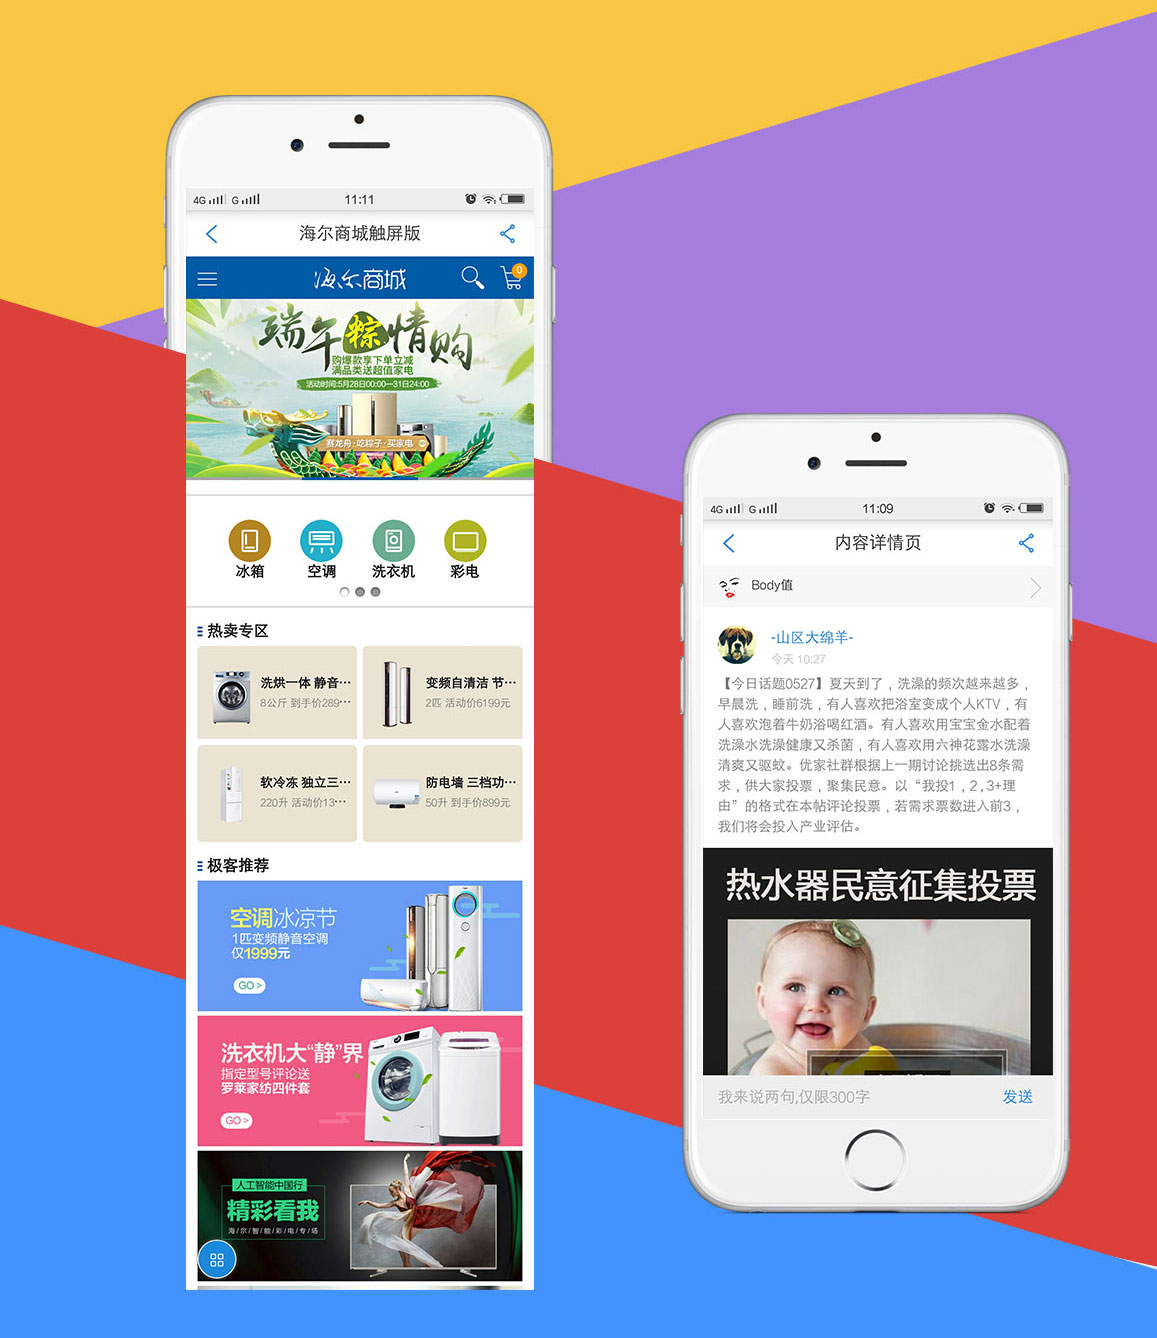 4G G 11:11
海尔商城触屏版
海尔商城
0
端午粽情购
购爆款享下单立减
满品类送超值家电
活动时间:5月28日00:00—31日24:00
赛龙舟·吃粽子·买家电
冰箱 空调 洗衣机 彩电
热卖专区
洗烘一体 静音···
8公斤 到手价289···
变频自清洁 节···
2匹 活动价6199元
软冷冻 独立三···
220升 活动价13···
防电墙 三档功···
50升 到手价899元
极客推荐
空调冰凉节
1匹变频静音空调
仅1999元
GO >
洗衣机大“静”界
指定型号评论送
罗莱家纺四件套
GO >
人工智能中国行
精彩看我
海/尔/智/能/彩/电/专/场
4G G 11:09
内容详情页
Body值
-山区大绵羊-
今天 10:27
【今日话题0527】夏天到了，洗澡的频次越来越多，
早晨洗，睡前洗，有人喜欢把浴室变成个人KTV，有
人喜欢泡着牛奶浴喝红酒。有人喜欢用宝宝金水配着
洗澡水洗澡健康又杀菌，有人喜欢用六神花露水洗澡
清爽又驱蚊。优家社群根据上一期讨论挑选出8条需
求，供大家投票，聚集民意。以“我投1，2,3+理
由”的格式在本帖评论投票，若需求票数进入前3，
我们将会投入产业评估。
热水器民意征集投票
我来说两句,仅限300字
发送